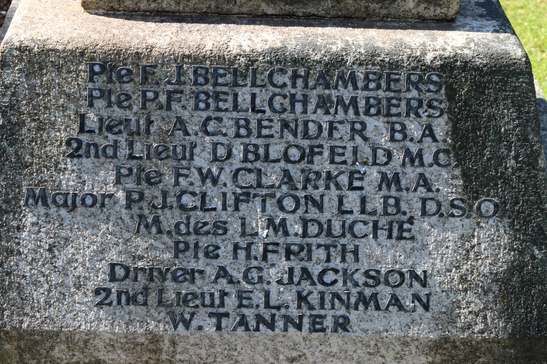 Pte F. J. BELLCHAMBERS
Pte P.F. BELLCHAMBERS
Lieut A.C. BENDER B.A.
2nd Lieut D. BLOFELD M.C.
Pte F.W. CLARKE M.A.
Major P.J. CLIFTON LL.B. D.S.O
M. des L.M. DUCHÉ
Pte H. FRITH
Driver A.G. JACKSON
2nd Lieut E.L. KINMAN
W. TANNER